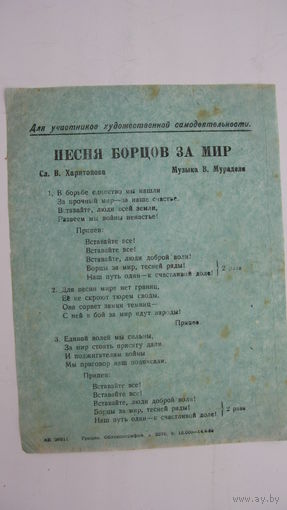 Для участников художественной самодеятельности.
ПЕСНЯ БОРЦОВ ЗА МИР
Сл. В. Харитонова Музыка В. Мурадели
1. В борьбе единство мы нашли
За прочный мир—за наше счастье.
Вставайте, люди всей земли,
Развеем мы войны ненастье!
Припев:
Вставайте все!
Вставайте все!
Вставайте, люди доброй воли!
Борцы за мир, тесней ряды!
Наш путь один—к счастливой доле! } 2 раза
2. Для песни мира нет границ,
Её не скроют тюрем своды.
Она сорвет замки темниц,
С ней в бой за мир идут народы!
Припев
3. Единой волей мы сильны,
За мир стоять присягу дали.
И поджигателям войны
Мы приговор наш подписали.
Припев:
Вставайте все!
Вставайте все!
Вставайте, люди доброй воли!
Борцы за мир, тесней ряды!
Наш путь один—к счастливой доле! } 2 раза
Гродно, Облполиграфия, з.
ay.by